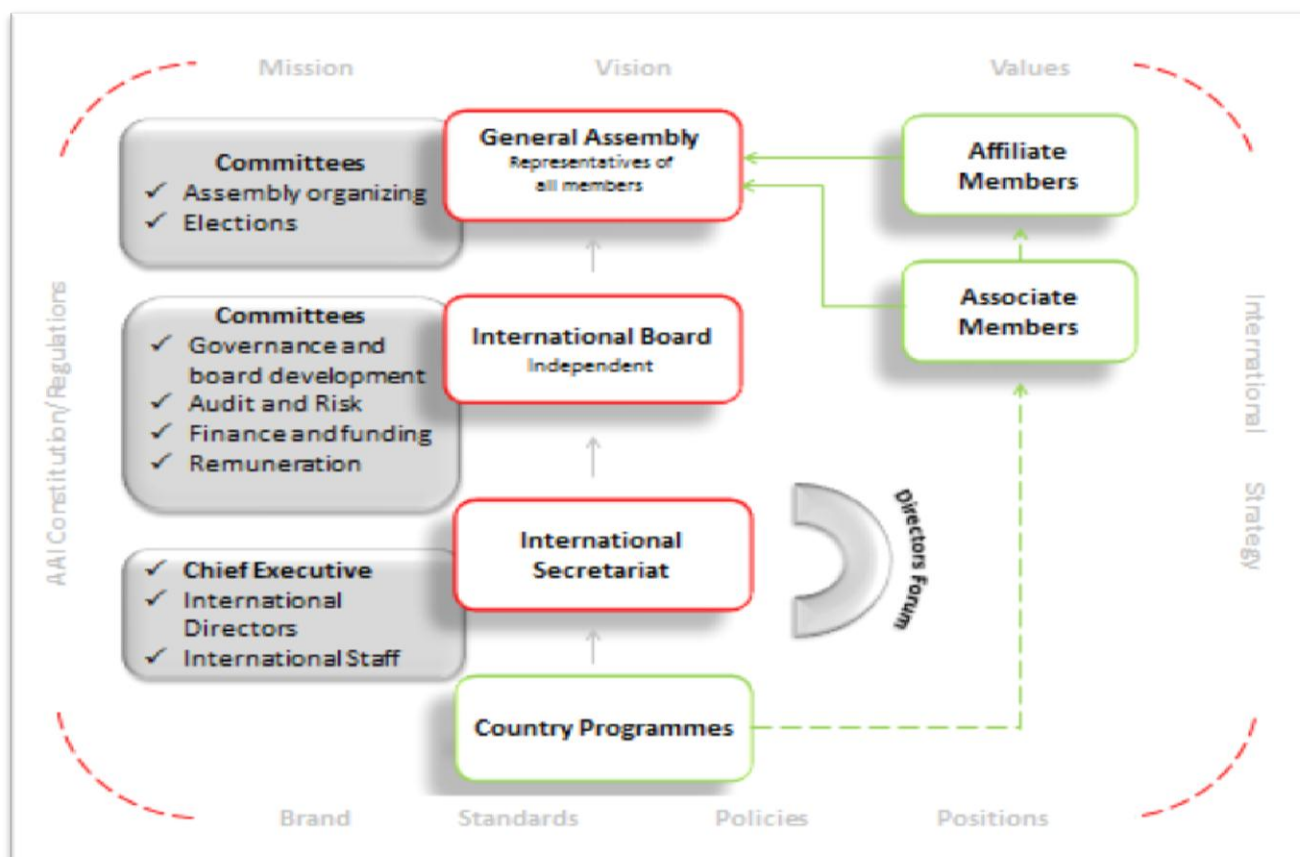 Mission Vision Values
Committees
✓ Assembly organizing
✓ Elections
General Assembly
Representatives of
all members
Affiliate
Members
Committees
✓ Governance and
board development
✓ Audit and Risk
✓ Finance and funding
✓ Remuneration
International Board
Independent
Associate
Members
AAI Constitution/Regulations
International Strategy
✓ Chief Executive
✓ International
Directors
✓ International Staff
International
Secretariat
Directors Forum
Country Programmes
Brand Standards Policies Positions